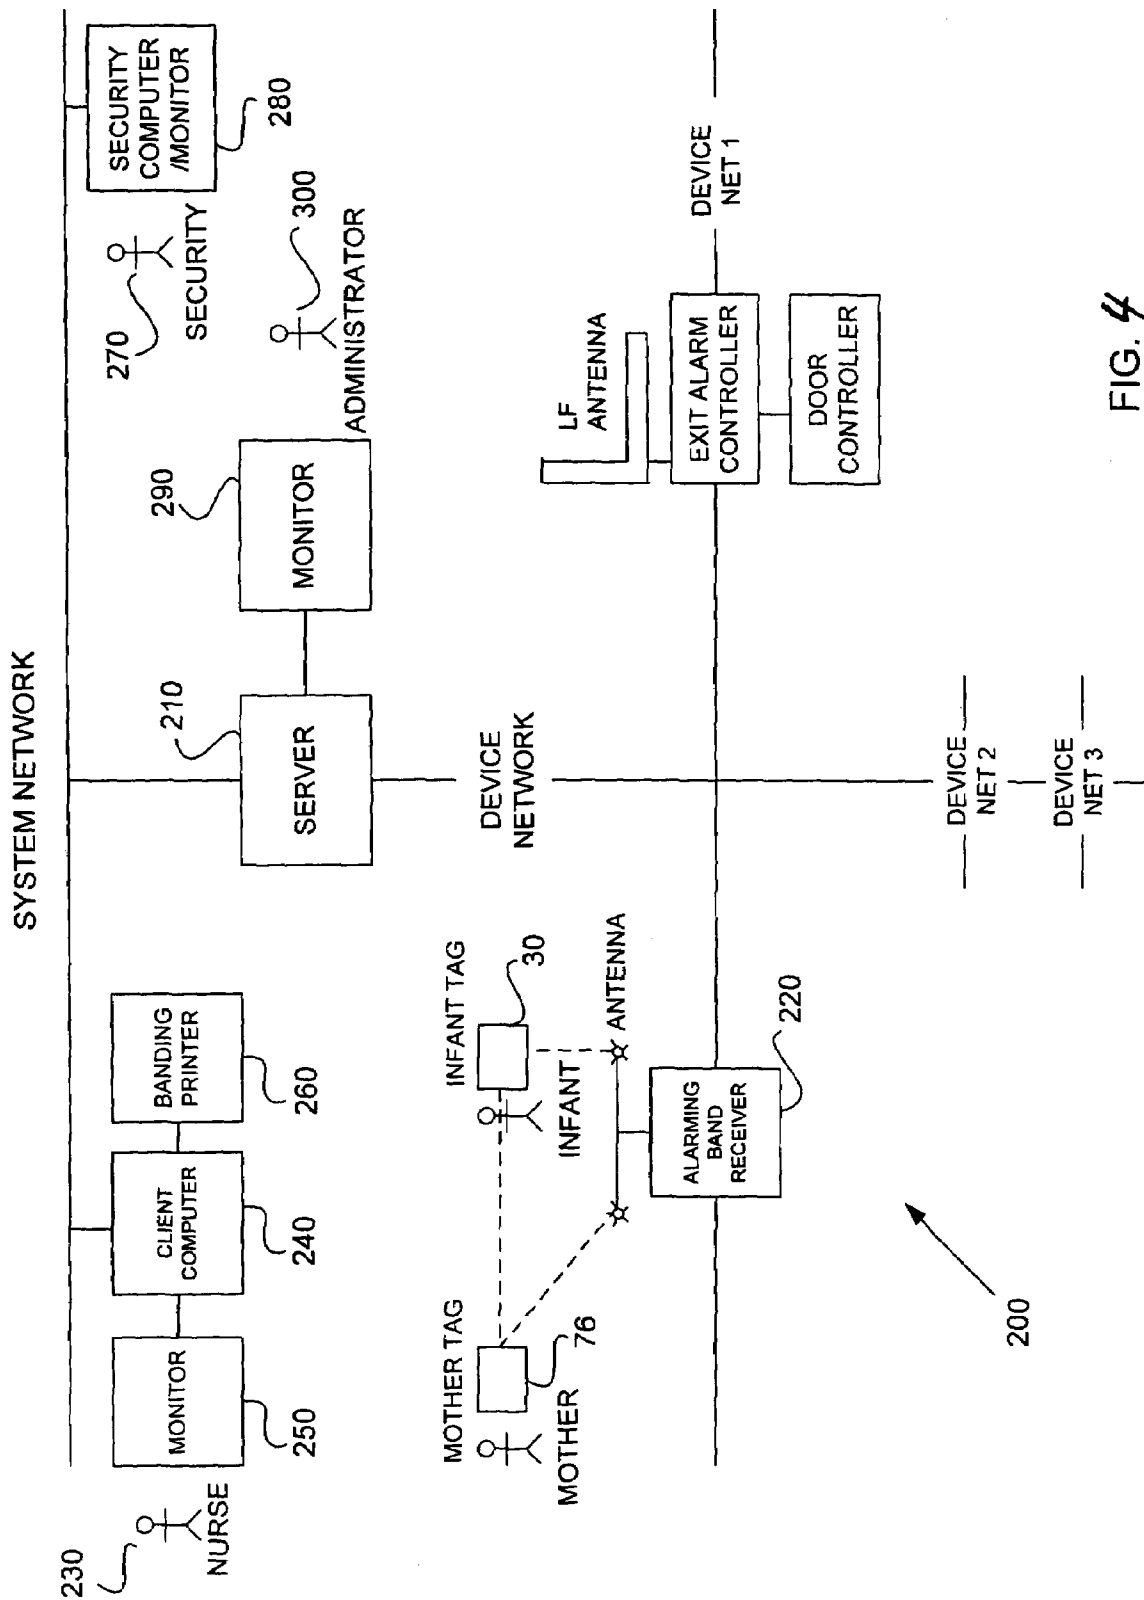 SYSTEM NETWORK
230
NURSE
MONITOR
250
CLIENT
COMPUTER
240
BANDING
PRINTER
260
SERVER
210
MONITOR
290
ADMINISTRATOR
300
270
SECURITY
SECURITY
COMPUTER
/MONITOR
280
MOTHER TAG
MOTHER
76
INFANT TAG
INFANT
30
ANTENNA
ALARMING
BAND
RECEIVER
220
DEVICE
NETWORK
LF
ANTENNA
EXIT ALARM
CONTROLLER
DOOR
CONTROLLER
DEVICE
NET 1
DEVICE
NET 2
DEVICE
NET 3
200
FIG. 4